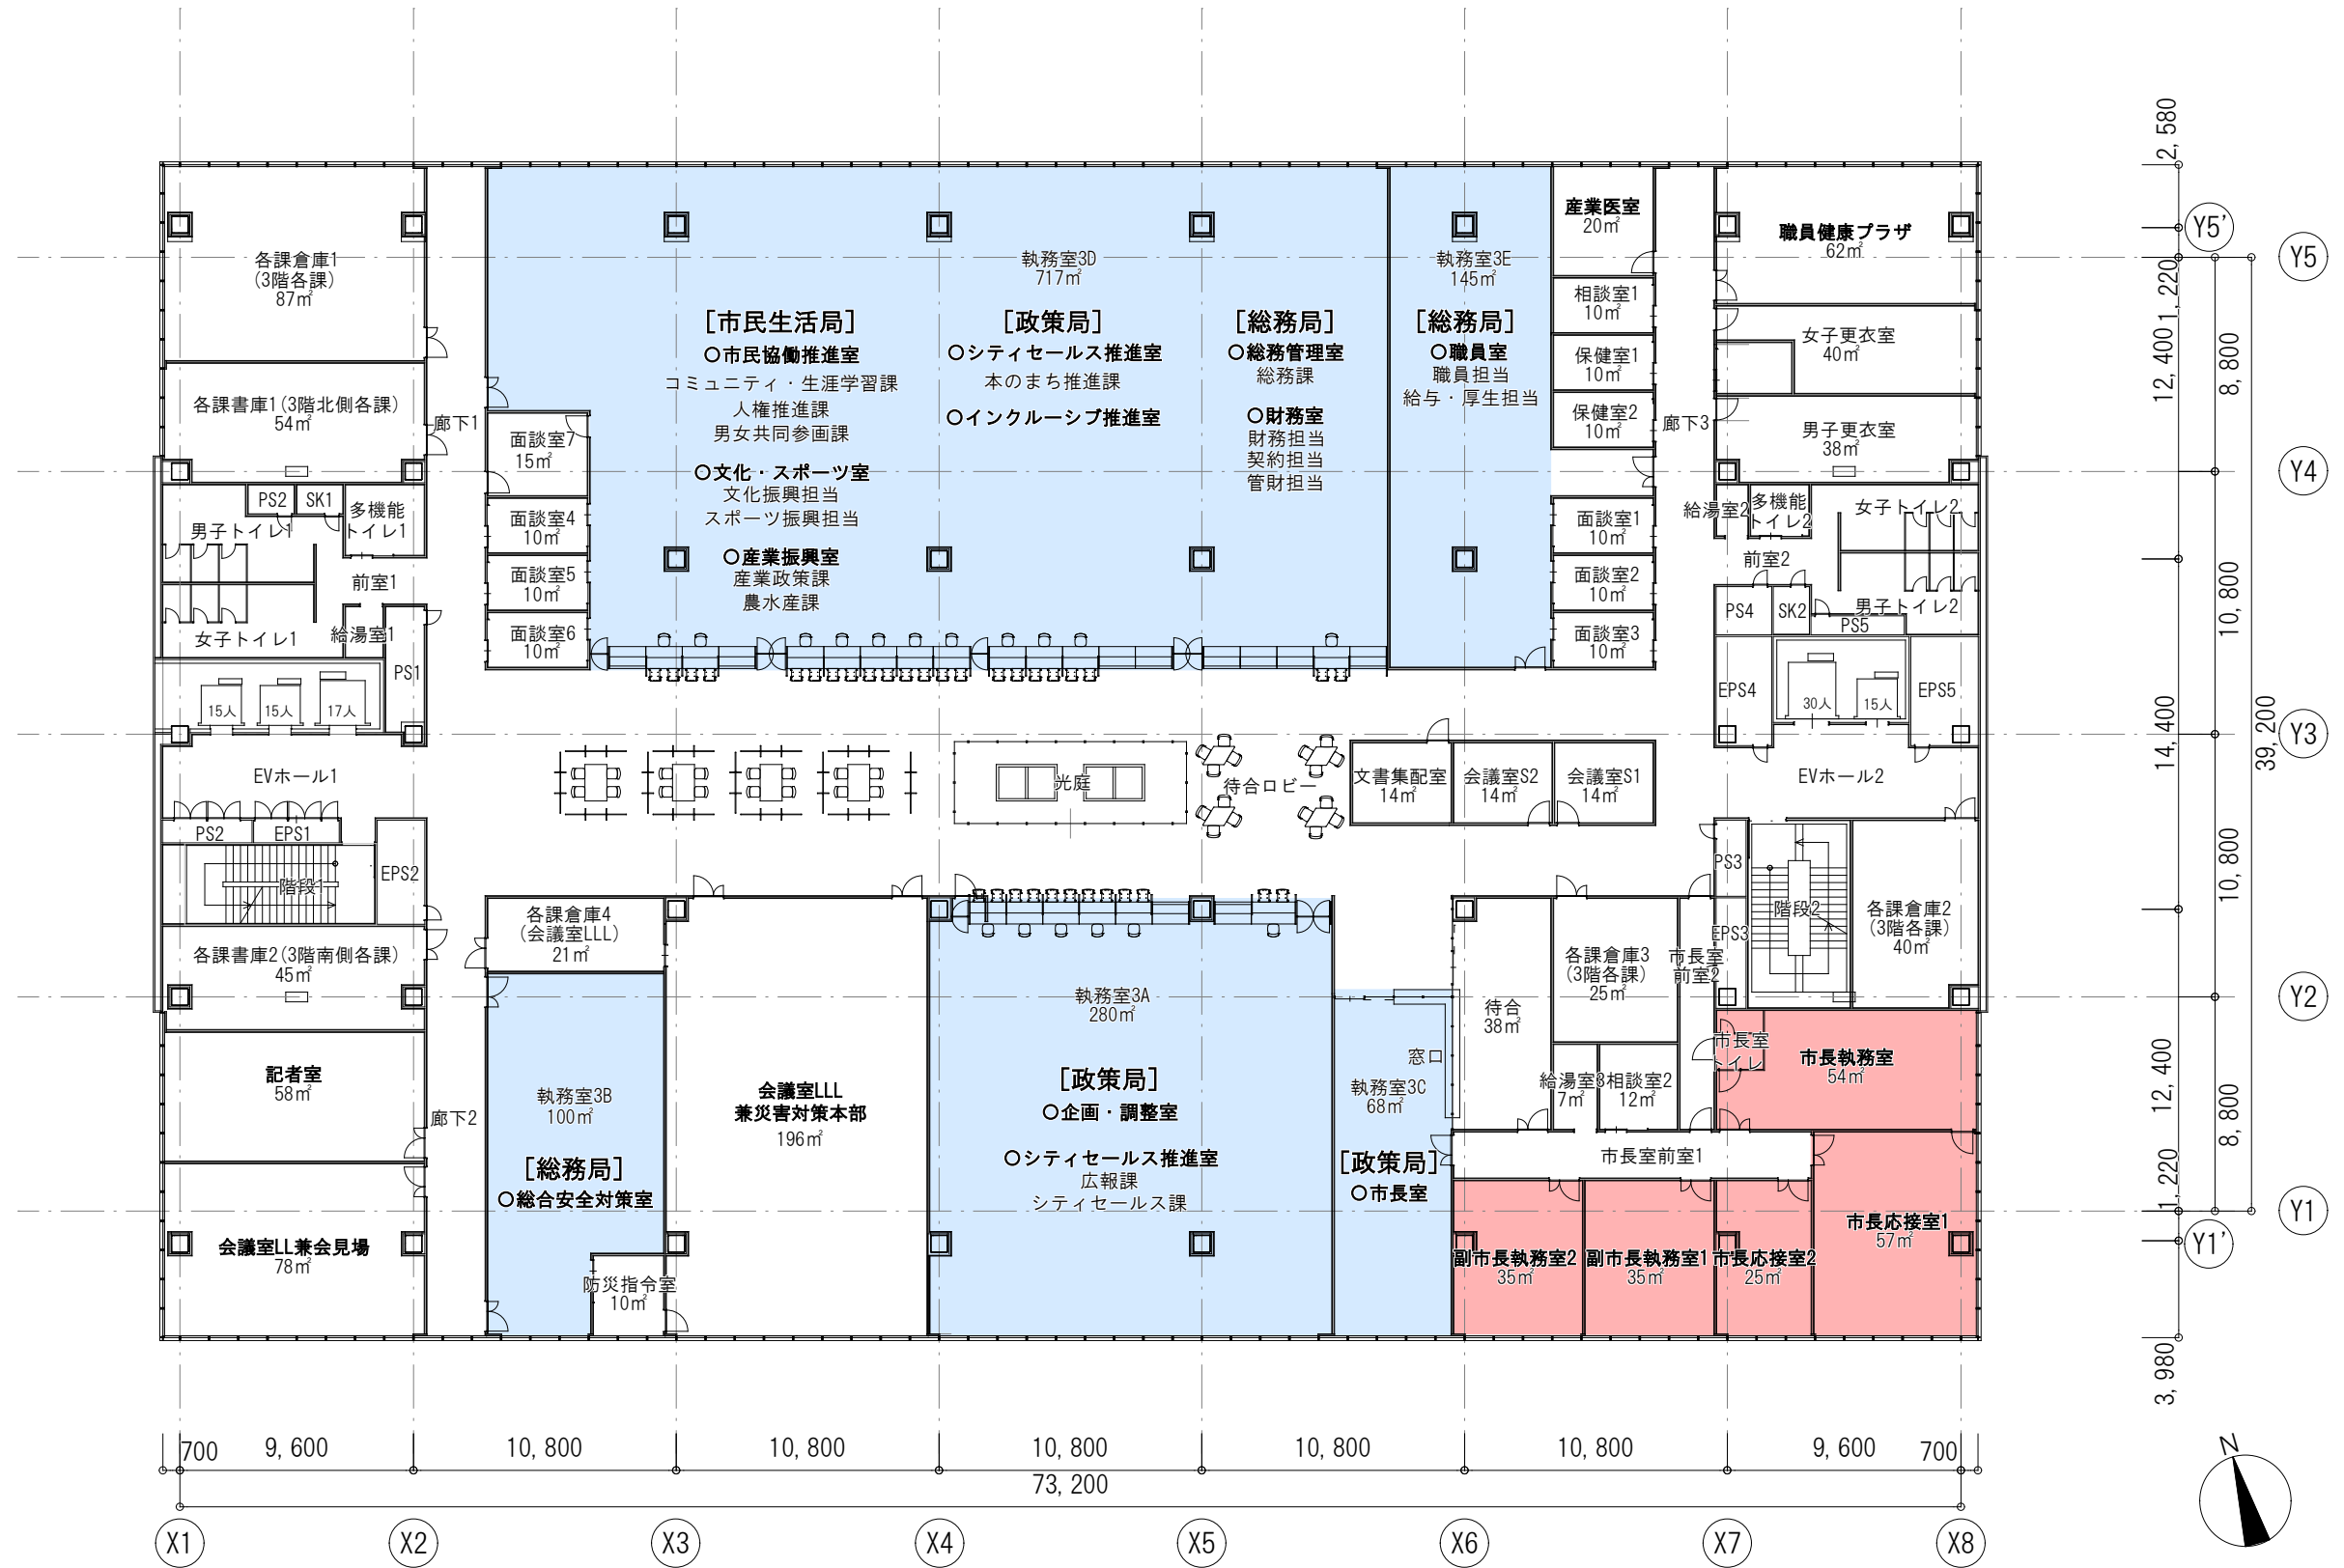 各課倉庫1
(3階各課)
87㎡
各課書庫1(3階北側各課)
54㎡
廊下1
PS2
SK1
多機能
トイレ1
男子トイレ1
前室1
女子トイレ1
給湯室1
PS1
15人
15人
17人
EVホール1
PS2
EPS1
EPS2
階段1
各課書庫2(3階南側各課)
45㎡
記者室
58㎡
廊下2
会議室LL兼会見場
78㎡
面談室7
15㎡
面談室4
10㎡
面談室5
10㎡
面談室6
10㎡
執務室3D
717㎡
[市民生活局]
○市民協働推進室
コミュニティ・生涯学習課
人権推進課
男女共同参画課
○文化・スポーツ室
文化振興担当
スポーツ振興担当
○産業振興室
産業政策課
農水産課
[政策局]
○シティセールス推進室
本のまち推進課
○インクルーシブ推進室
[総務局]
○総務管理室
総務課
○財務室
財務担当
契約担当
管財担当
執務室3E
145㎡
[総務局]
○職員室
職員担当
給与・厚生担当
産業医室
20㎡
相談室1
10㎡
保健室1
10㎡
保健室2
10㎡
面談室1
10㎡
面談室2
10㎡
面談室3
10㎡
廊下3
職員健康プラザ
62㎡
女子更衣室
40㎡
男子更衣室
38㎡
給湯室2
多機能
トイレ2
女子トイレ2
前室2
男子トイレ2
PS4
SK2
PS5
EPS4
30人
15人
EPS5
EVホール2
光庭
待合ロビー
文書集配室
14㎡
会議室S2
14㎡
会議室S1
14㎡
各課倉庫4
(会議室LLL)
21㎡
執務室3B
100㎡
[総務局]
○総合安全対策室
防災指令室
10㎡
会議室LLL
兼災害対策本部
196㎡
執務室3A
280㎡
[政策局]
○企画・調整室
○シティセールス推進室
広報課
シティセールス課
窓口
執務室3C
68㎡
[政策局]
○市長室
待合
38㎡
各課倉庫3
(3階各課)
25㎡
市長室
前室2
給湯室3
7㎡
相談室2
12㎡
市長室前室1
PS3
EPS3
階段2
各課倉庫2
(3階各課)
40㎡
市長室
トイレ
市長執務室
54㎡
市長応接室1
57㎡
副市長執務室2
35㎡
副市長執務室1
35㎡
市長応接室2
25㎡
2,580
1,220
12,400
14,400
12,400
1,220
3,980
8,800
10,800
10,800
8,800
39,200
Y5'
Y5
Y4
Y3
Y2
Y1
Y1'
700
9,600
10,800
10,800
10,800
10,800
10,800
9,600
700
73,200
X1
X2
X3
X4
X5
X6
X7
X8
N